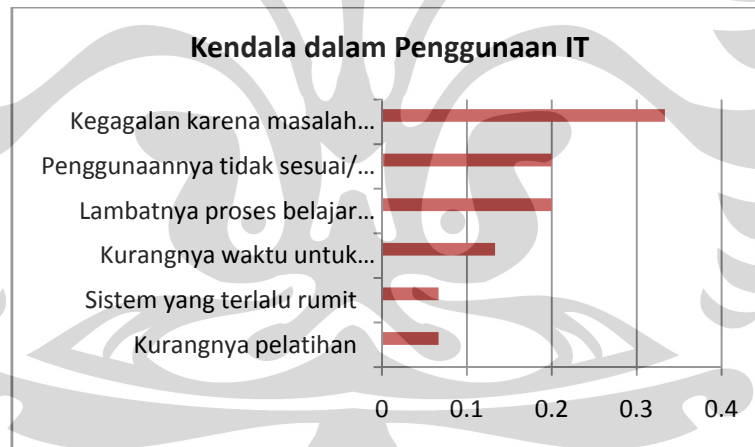 Kendala dalam Penggunaan IT
Kegagalan karena masalah...
Penggunaannya tidak sesuai/...
Lambatnya proses belajar...
Kurangnya waktu untuk...
Sistem yang terlalu rumit
Kurangnya pelatihan
0 0.1 0.2 0.3 0.4